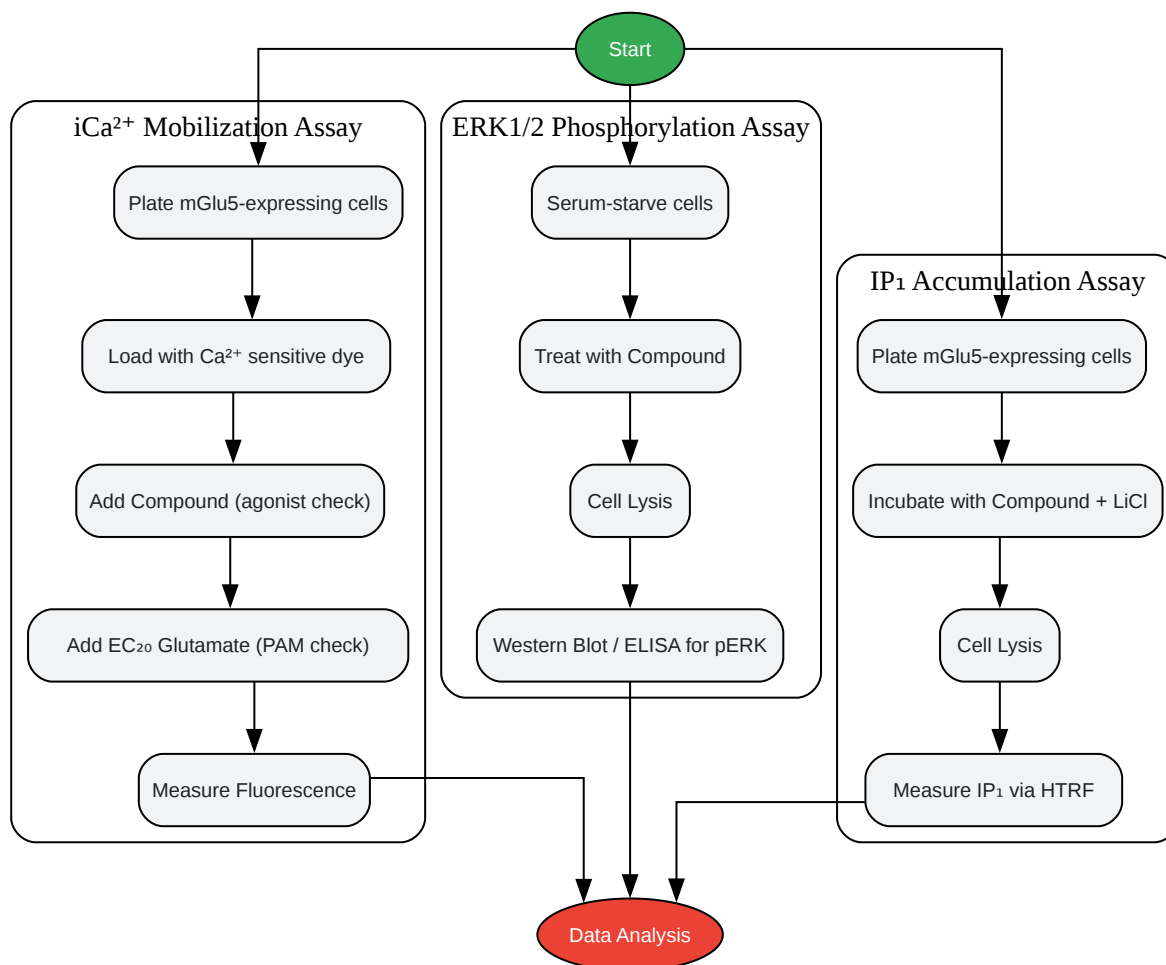 Start
iCa²⁺ Mobilization Assay
Plate mGlu5-expressing cells
Load with Ca²⁺ sensitive dye
Add Compound (agonist check)
Add EC₂₀ Glutamate (PAM check)
Measure Fluorescence
ERK1/2 Phosphorylation Assay
Serum-starve cells
Treat with Compound
Cell Lysis
Western Blot / ELISA for pERK
IP₁ Accumulation Assay
Plate mGlu5-expressing cells
Incubate with Compound + LiCl
Cell Lysis
Measure IP₁ via HTRF
Data Analysis